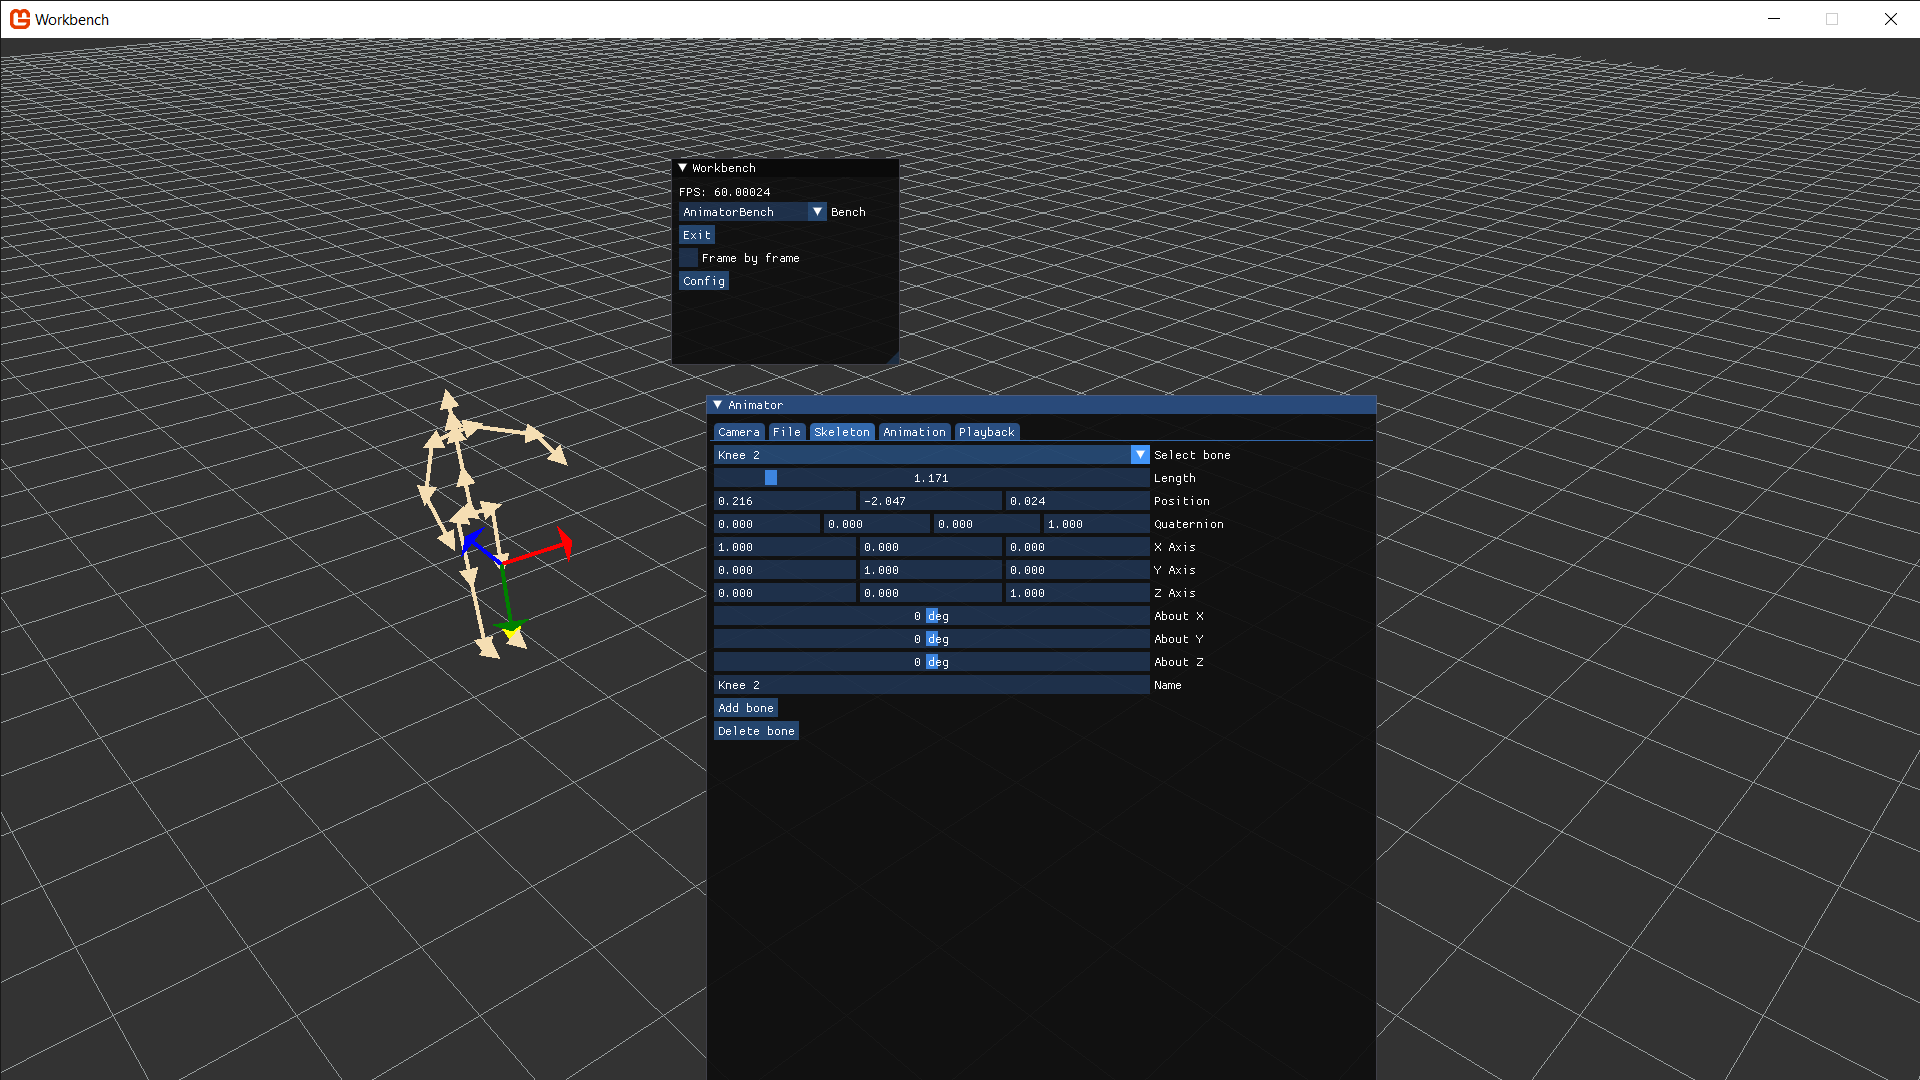 Workbench
Workbench
FPS: 60.00024
AnimatorBench Bench
Exit
Frame by frame
Config
Animator
Camera File Skeleton Animation Playback
Knee 2 Select bone
1.171 Length
0.216 -2.047 0.024 Position
0.000 0.000 0.000 1.000 Quaternion
1.000 0.000 0.000 X Axis
0.000 1.000 0.000 Y Axis
0.000 0.000 1.000 Z Axis
0 deg About X
0 deg About Y
0 deg About Z
Knee 2 Name
Add bone
Delete bone